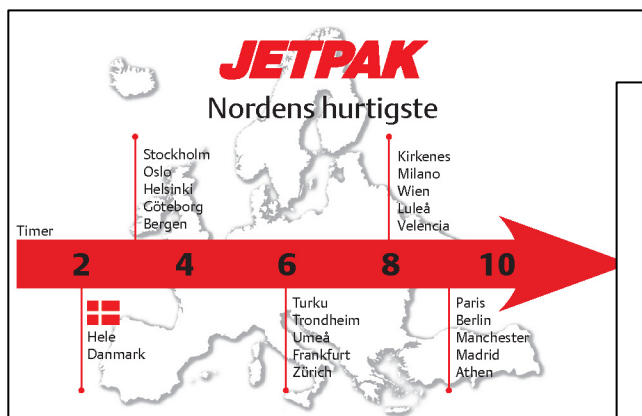 JETPAK
Nordens hurtigste
Stockholm
Oslo
Helsinki
Göteborg
Bergen
Kirkenes
Milano
Wien
Luleå
Velencia
Timer
2 4 6 8 10
Hele
Danmark
Turku
Trondheim
Umeå
Frankfurt
Zürich
Paris
Berlin
Manchester
Madrid
Athen